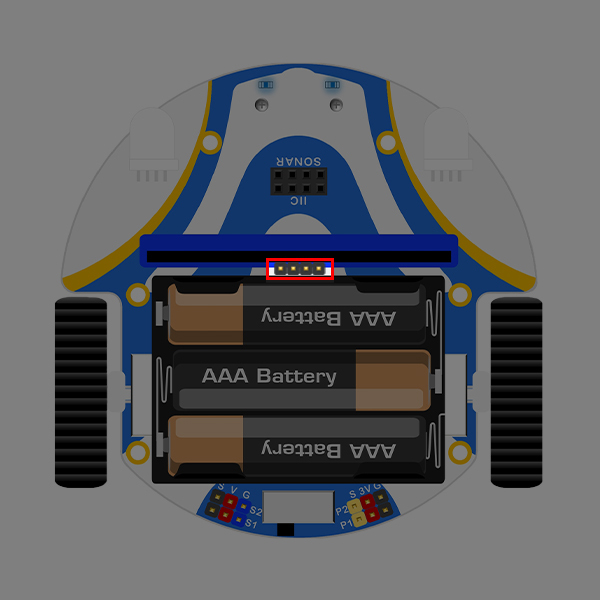 SONAR
IIC
AAA Battery
AAA Battery
AAA Battery
S V G
S2
S1
S 3V G
P2
P1